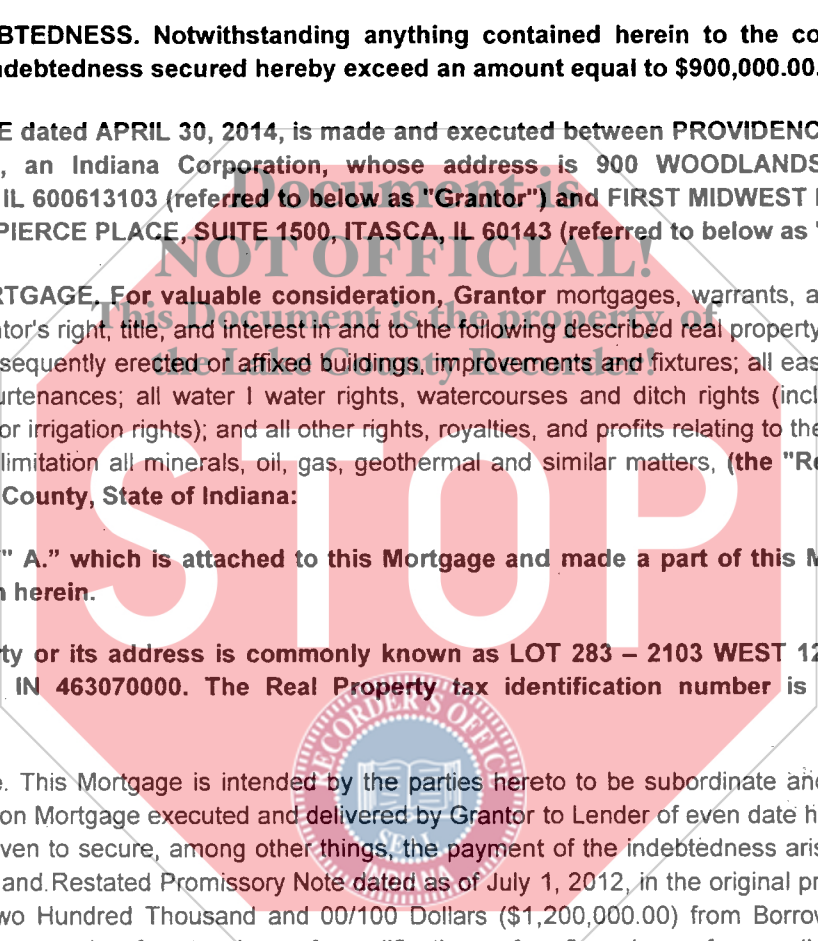 BTEDNESS. Notwithstanding anything contained herein to the co
ndebtedness secured hereby exceed an amount equal to $900,000.00.
E dated APRIL 30, 2014, is made and executed between PROVIDENC
, an Indiana Corporation, whose address is 900 WOODLANDS
IL 600613103 (referred to below as "Grantor") and FIRST MIDWEST
Document is
PIERCE PLACE, SUITE 1500, ITASCA, IL 60143 (referred to below as "
NOT OFFICIAL!
RTGAGE. For valuable consideration, Grantor mortgages, warrants, a
This Document is the property of
ntor's right, title, and interest in and to the following described real property
the Lake County Recorder!
sequently erected or affixed buildings, improvements and fixtures; all eas
urtenances; all water l water rights, watercourses and ditch rights (incl
or irrigation rights); and all other rights, royalties, and profits relating to the
limitation all minerals, oil, gas, geothermal and similar matters, (the "Re
County, State of Indiana:
STOP
" A.” which is attached to this Mortgage and made a part of this M
n herein.
ty or its address is commonly known as LOT 283 – 2103 WEST 12
IN 463070000. The Real Property tax identification number is
RECORDER'S OFFICE
e. This Mortgage is intended by the parties hereto to be subordinate and
on Mortgage executed and delivered by Grantor to Lender of even date h
iven to secure, among other things, the payment of the indebtedness aris
SEAL
INDIANA
and Restated Promissory Note dated as of July 1, 2012, in the original pr
wo Hundred Thousand and 00/100 Dollars ($1,200,000.00) from Borrow